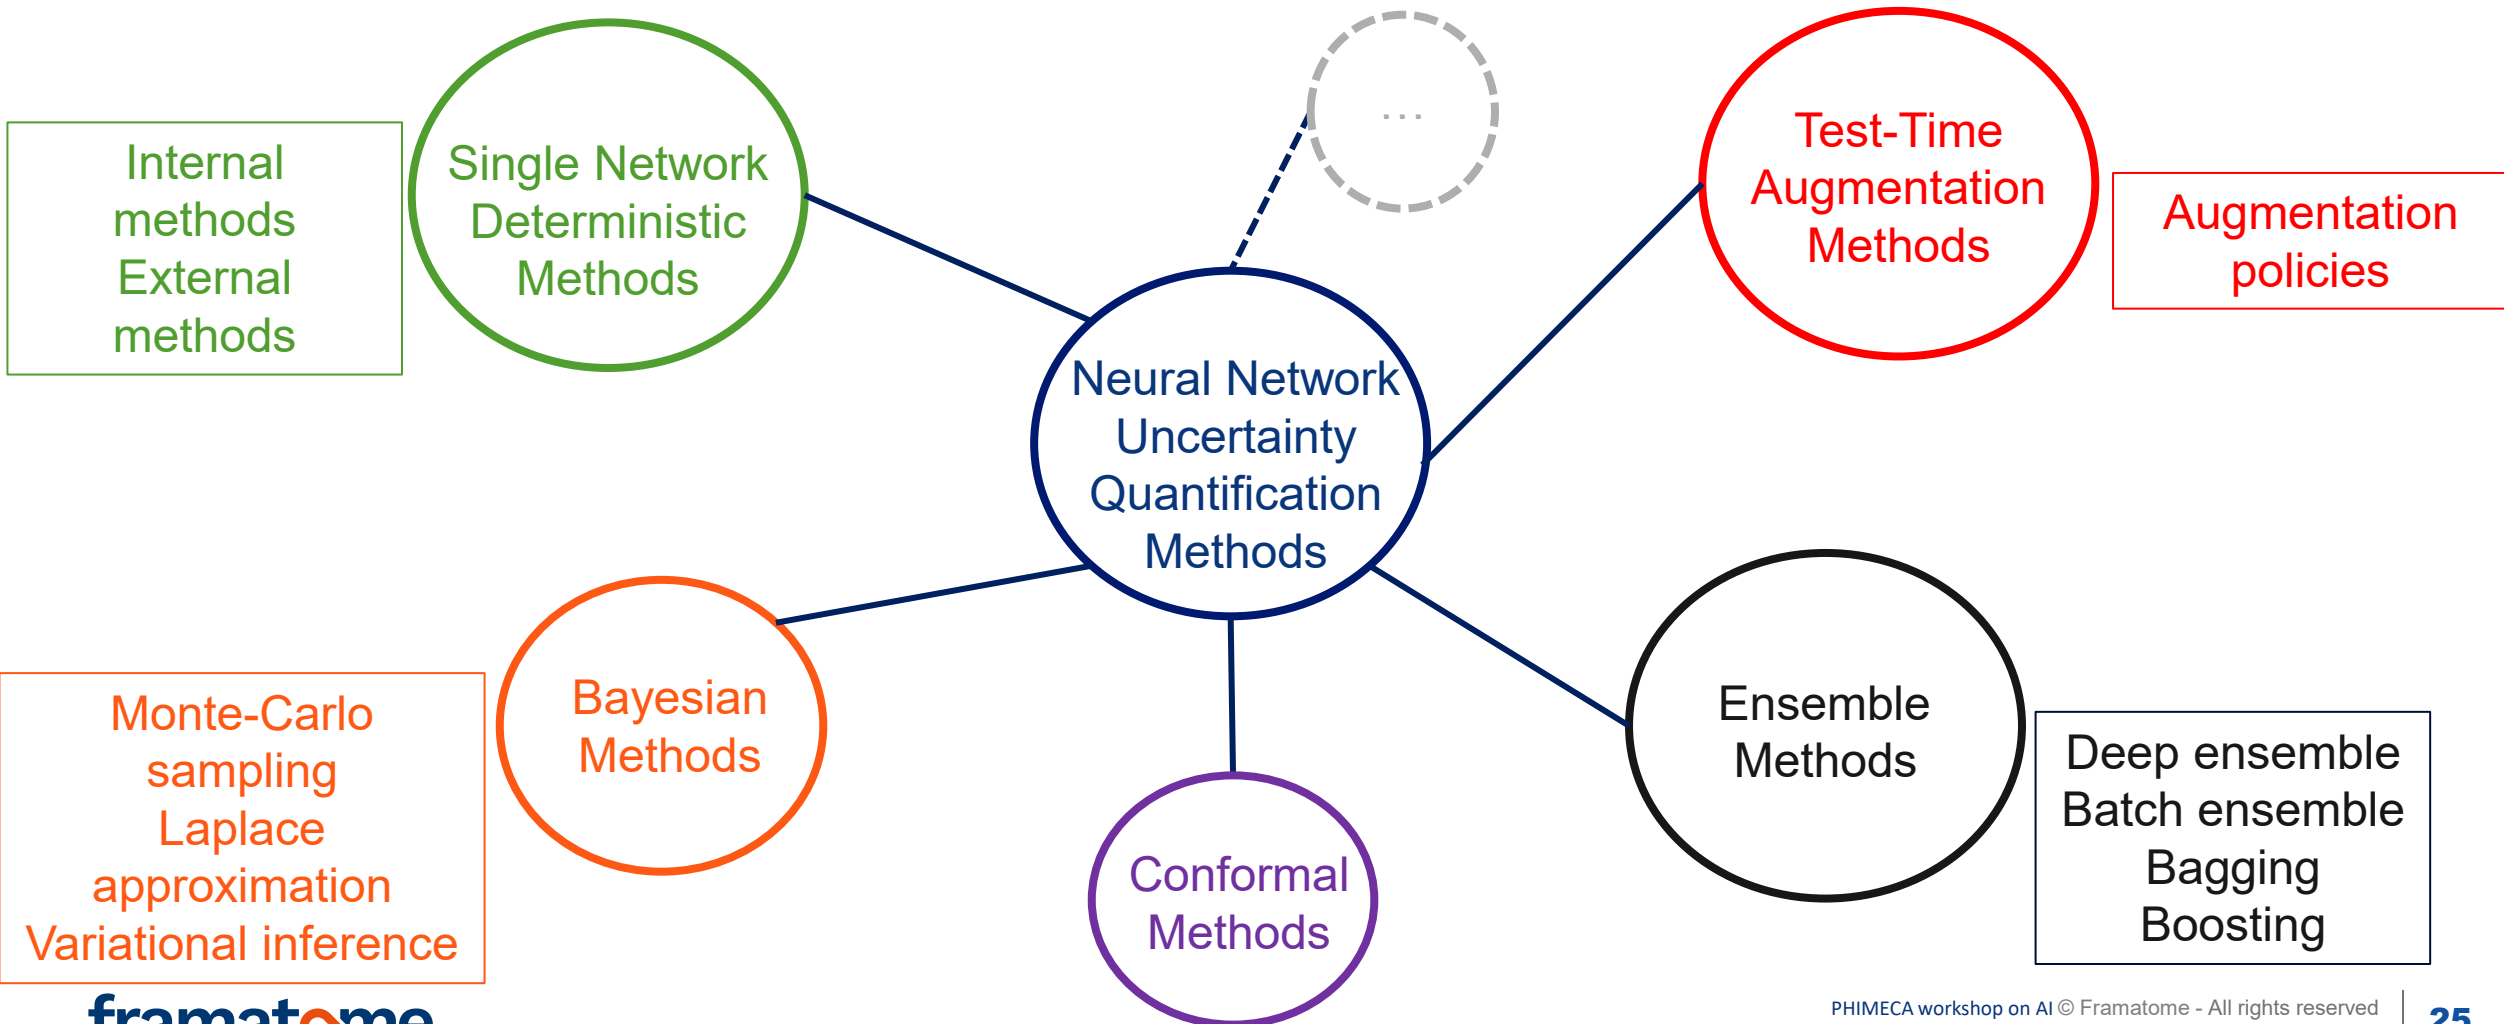 Internal
methods
External
methods
Single Network
Deterministic
Methods
...
Test-Time
Augmentation
Methods
Augmentation
policies
Neural Network
Uncertainty
Quantification
Methods
Monte-Carlo
sampling
Laplace
approximation
Variational inference
Bayesian
Methods
Conformal
Methods
Ensemble
Methods
Deep ensemble
Batch ensemble
Bagging
Boosting
framatome
PHIMECA workshop on AI © Framatome - All rights reserved
25